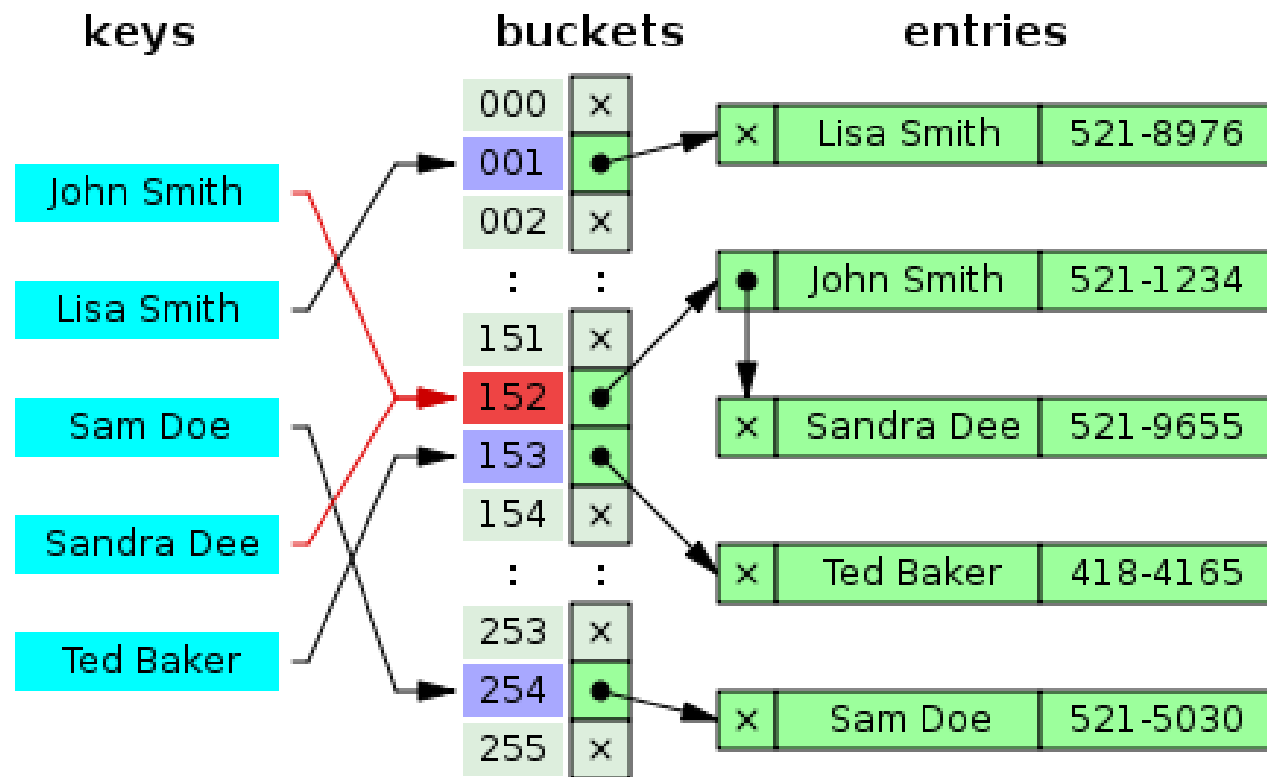 keys
buckets
entries
John Smith
Lisa Smith
Sam Doe
Sandra Dee
Ted Baker
000 ×
001
002 ×
: :
151 ×
152
153
154 ×
: :
253 ×
254
255 ×
× Lisa Smith 521-8976
John Smith 521-1234
× Sandra Dee 521-9655
× Ted Baker 418-4165
× Sam Doe 521-5030